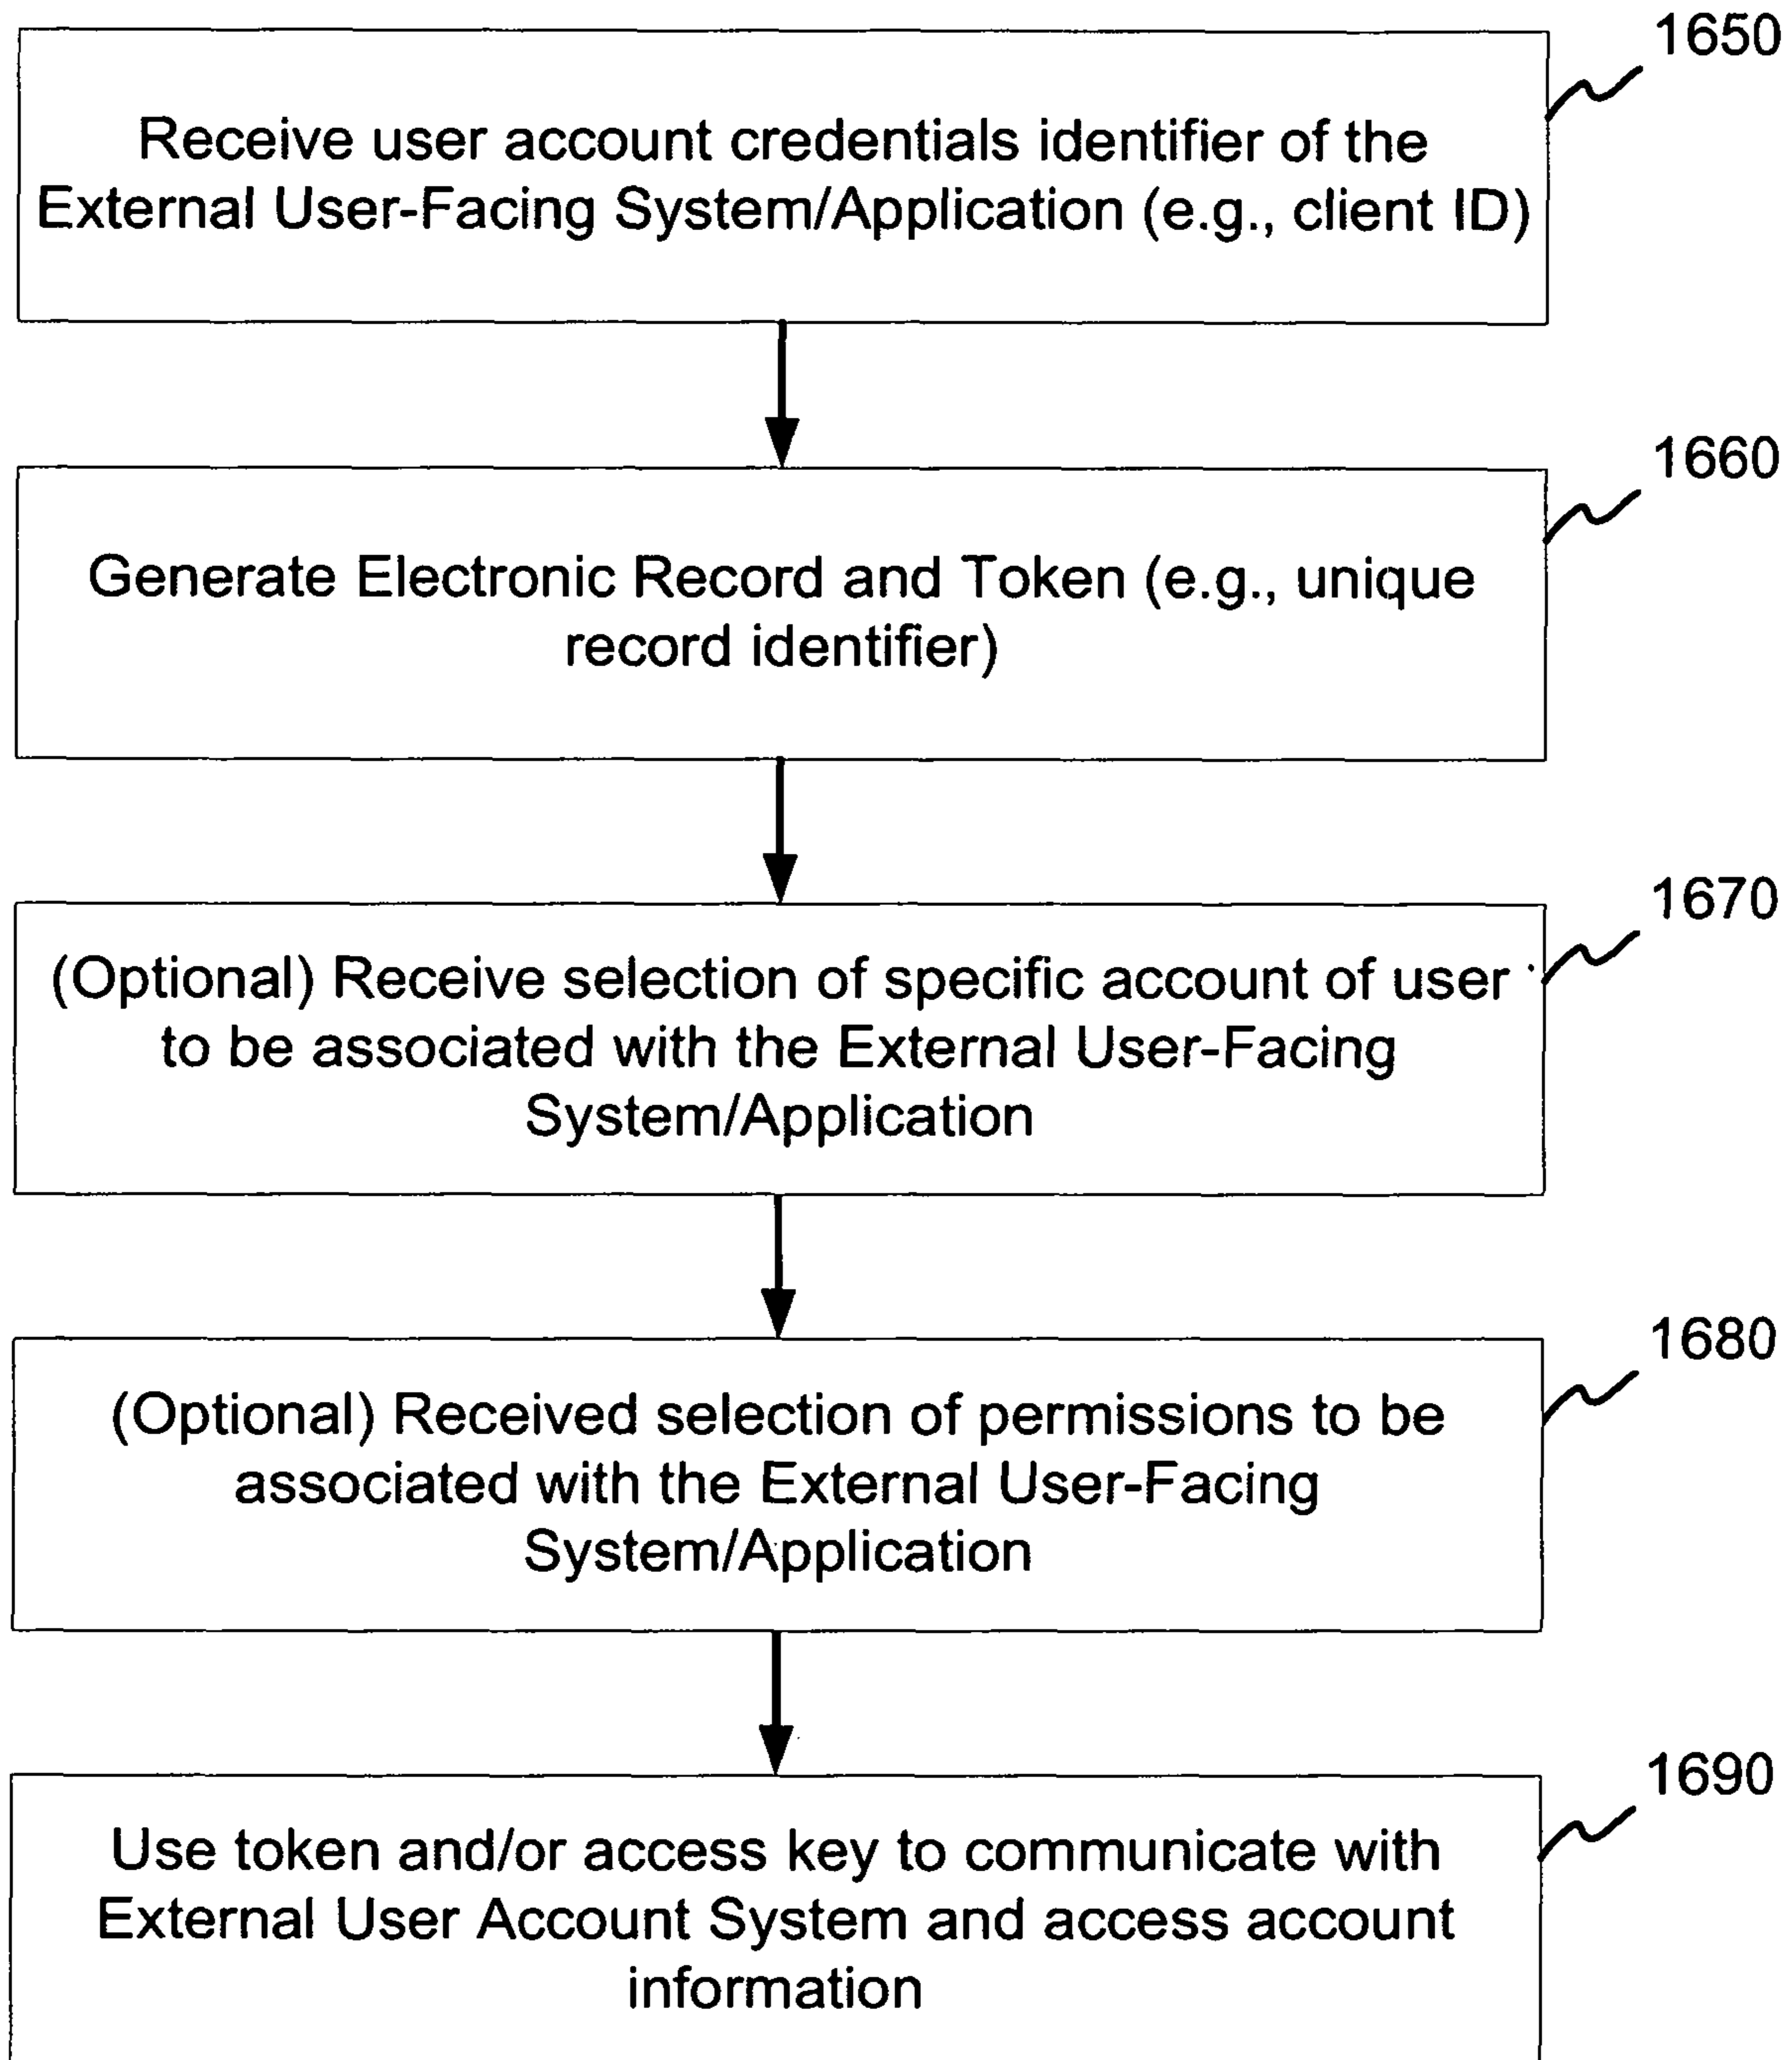 1650
Receive user account credentials identifier of the
External User-Facing System/Application (e.g., client ID)
1660
Generate Electronic Record and Token (e.g., unique
record identifier)
1670
(Optional) Receive selection of specific account of user
to be associated with the External User-Facing
System/Application
1680
(Optional) Received selection of permissions to be
associated with the External User-Facing
System/Application
1690
Use token and/or access key to communicate with
External User Account System and access account
information